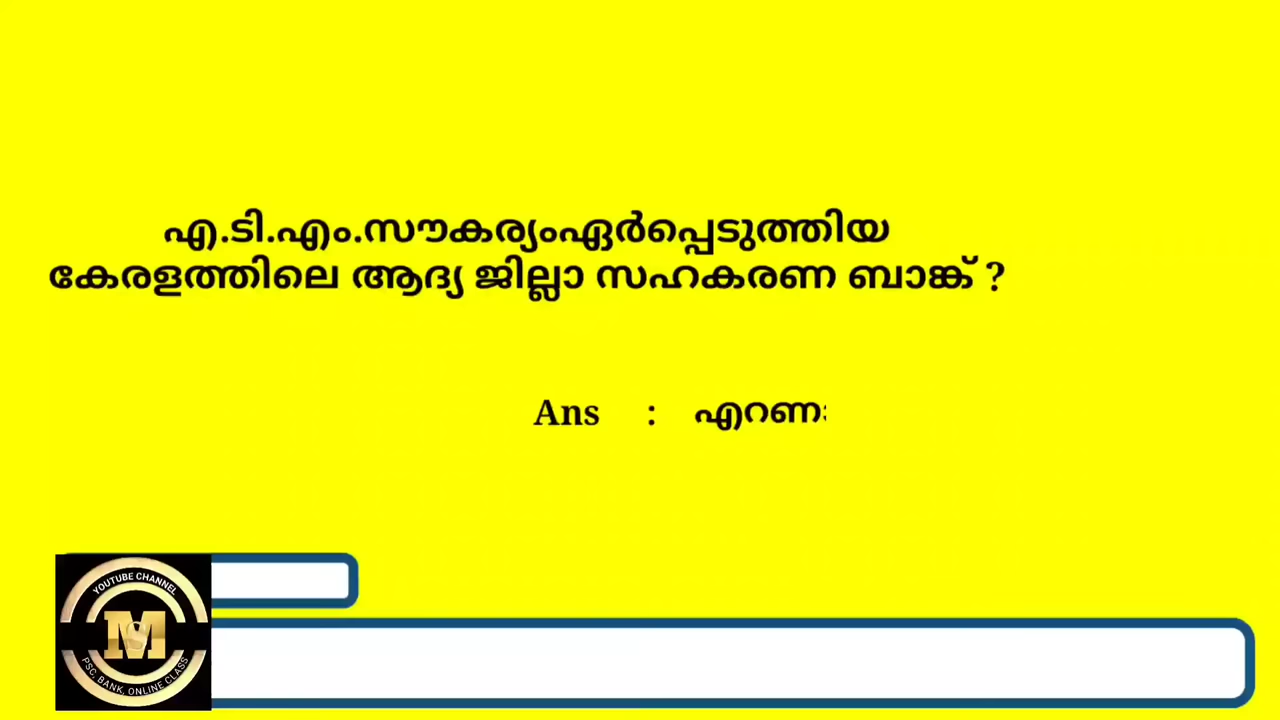 എ.ടി.എം.സൗകര്യംഏർപ്പെടുത്തിയ
കേരളത്തിലെ ആദ്യ ജില്ലാ സഹകരണ ബാങ്ക് ?
Ans : എറണ
YOUTUBE CHANNEL
M
PSC, BANK, ONLINE CLASS